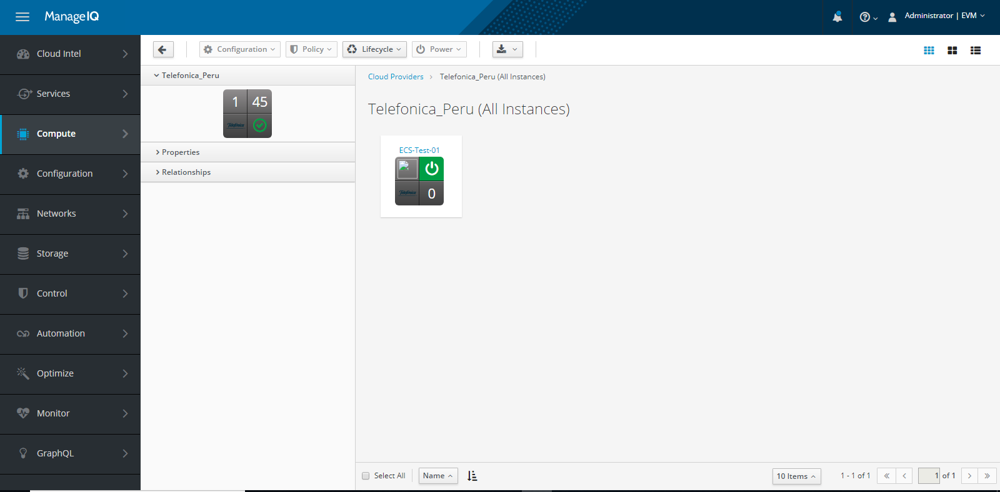 ManageIQ
Administrator | EVM
Cloud Intel
Services
Compute
Configuration
Networks
Storage
Control
Automation
Optimize
Monitor
GraphQL
Configuration
Policy
Lifecycle
Power
Telefonica_Peru
1 45
Telefónica
Properties
Relationships
Cloud Providers > Telefonica_Peru (All Instances)
Telefonica_Peru (All Instances)
ECS-Test-01
Telefónica 0
Select All
Name
10 Items
1 - 1 of 1
1 of 1